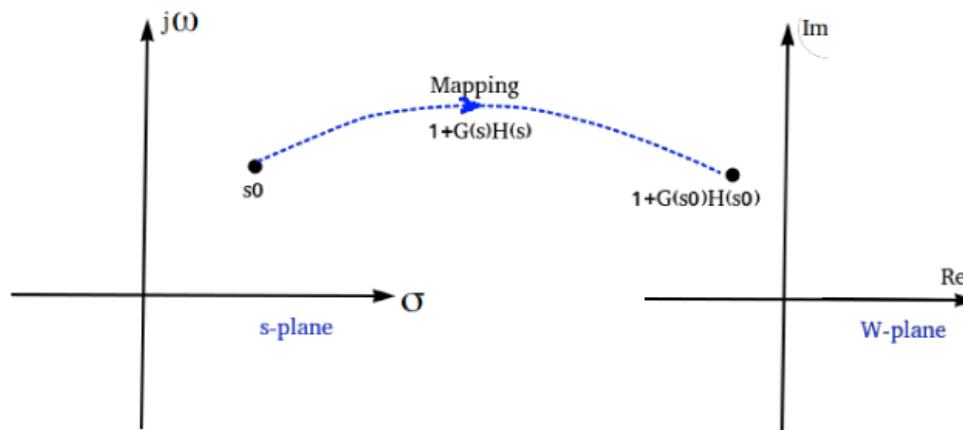 jω
Im
Mapping
1+G(s)H(s)
s0
1+G(s0)H(s0)
Re
σ
s-plane
W-plane